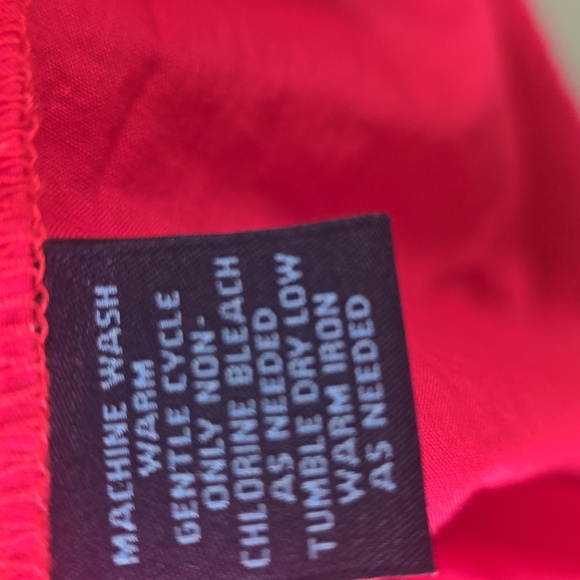 MACHINE WASH
WARM
GENTLE CYCLE
ONLY NON-
CHLORINE BLEACH
AS NEEDED
TUMBLE DRY LOW
WARM IRON
AS NEEDED